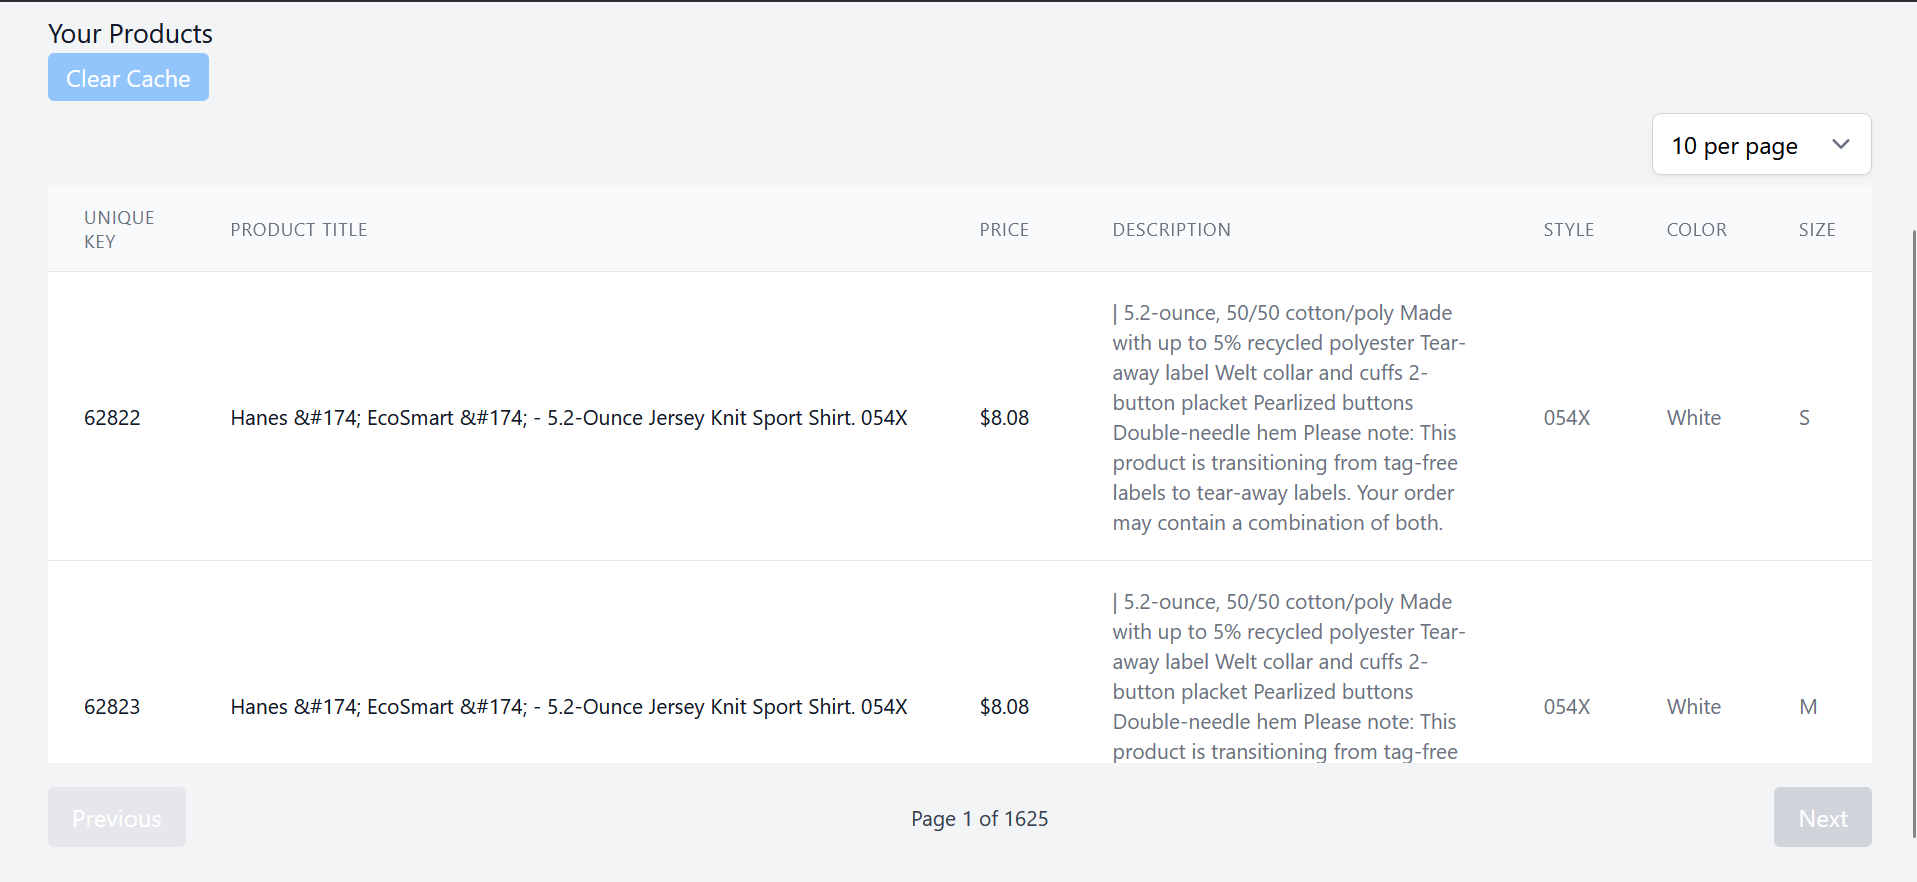 Your Products
Clear Cache
10 per page
UNIQUE
KEY
PRODUCT TITLE
PRICE
DESCRIPTION
STYLE
COLOR
SIZE
62822
Hanes &#174; EcoSmart &#174; - 5.2-Ounce Jersey Knit Sport Shirt. 054X
$8.08
| 5.2-ounce, 50/50 cotton/poly Made
with up to 5% recycled polyester Tear-
away label Welt collar and cuffs 2-
button placket Pearlized buttons
Double-needle hem Please note: This
product is transitioning from tag-free
labels to tear-away labels. Your order
may contain a combination of both.
054X
White
S
62823
Hanes &#174; EcoSmart &#174; - 5.2-Ounce Jersey Knit Sport Shirt. 054X
$8.08
| 5.2-ounce, 50/50 cotton/poly Made
with up to 5% recycled polyester Tear-
away label Welt collar and cuffs 2-
button placket Pearlized buttons
Double-needle hem Please note: This
product is transitioning from tag-free
054X
White
M
Previous
Page 1 of 1625
Next